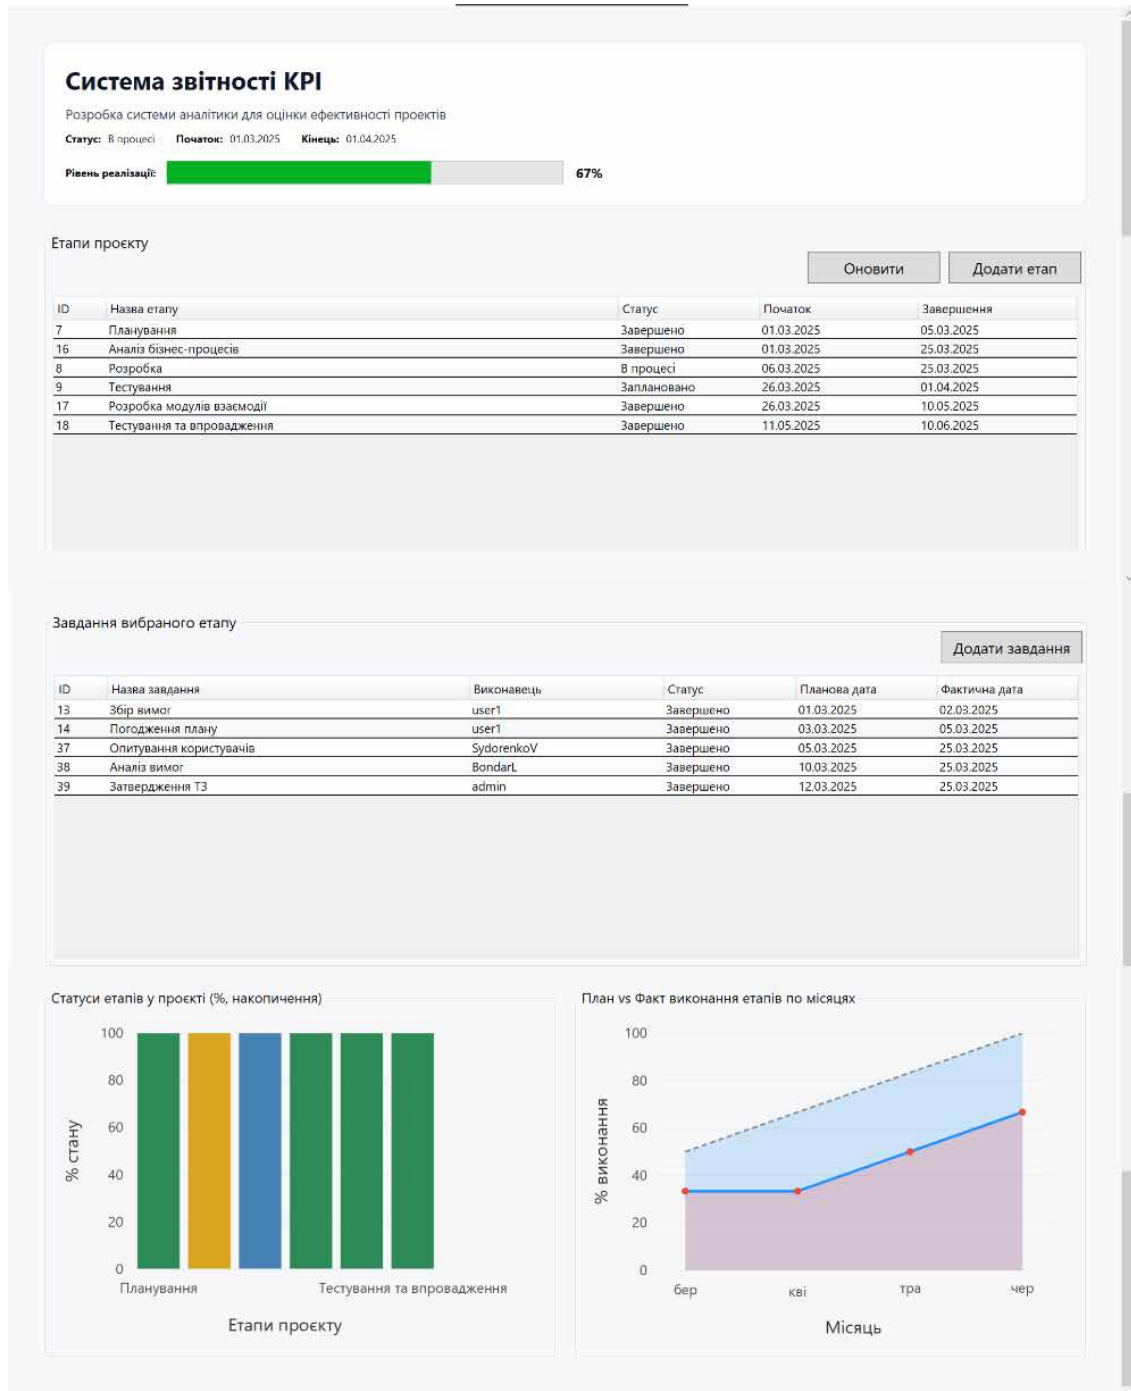 Система звітності KPI
Розробка системи аналітики для оцінки ефективності проектів
Статус: В процесі Початок: 01.03.2025 Кінець: 01.04.2025
Рівень реалізації: 67%
Етапи проєкту
Оновити Додати етап
ID Назва етапу Статус Початок Завершення
7 Планування Завершено 01.03.2025 05.03.2025
16 Аналіз бізнес-процесів Завершено 01.03.2025 25.03.2025
8 Розробка В процесі 06.03.2025 25.03.2025
9 Тестування Заплановано 26.03.2025 01.04.2025
17 Розробка модулів взаємодії Завершено 26.03.2025 10.05.2025
18 Тестування та впровадження Завершено 11.05.2025 10.06.2025
Завдання вибраного етапу
Додати завдання
ID Назва завдання Виконавець Статус Планова дата Фактична дата
13 Збір вимог user1 Завершено 01.03.2025 02.03.2025
14 Погодження плану user1 Завершено 03.03.2025 05.03.2025
37 Опитування користувачів SydorenkoV Завершено 05.03.2025 25.03.2025
38 Аналіз вимог BondarL Завершено 10.03.2025 25.03.2025
39 Затвердження ТЗ admin Завершено 12.03.2025 25.03.2025
Статуси етапів у проєкті (%, накопичення)
% стану
100
80
60
40
20
0
Планування Тестування та впровадження
Етапи проєкту
План vs Факт виконання етапів по місяцях
% виконання
100
80
60
40
20
0
бер кві тра чер
Місяць